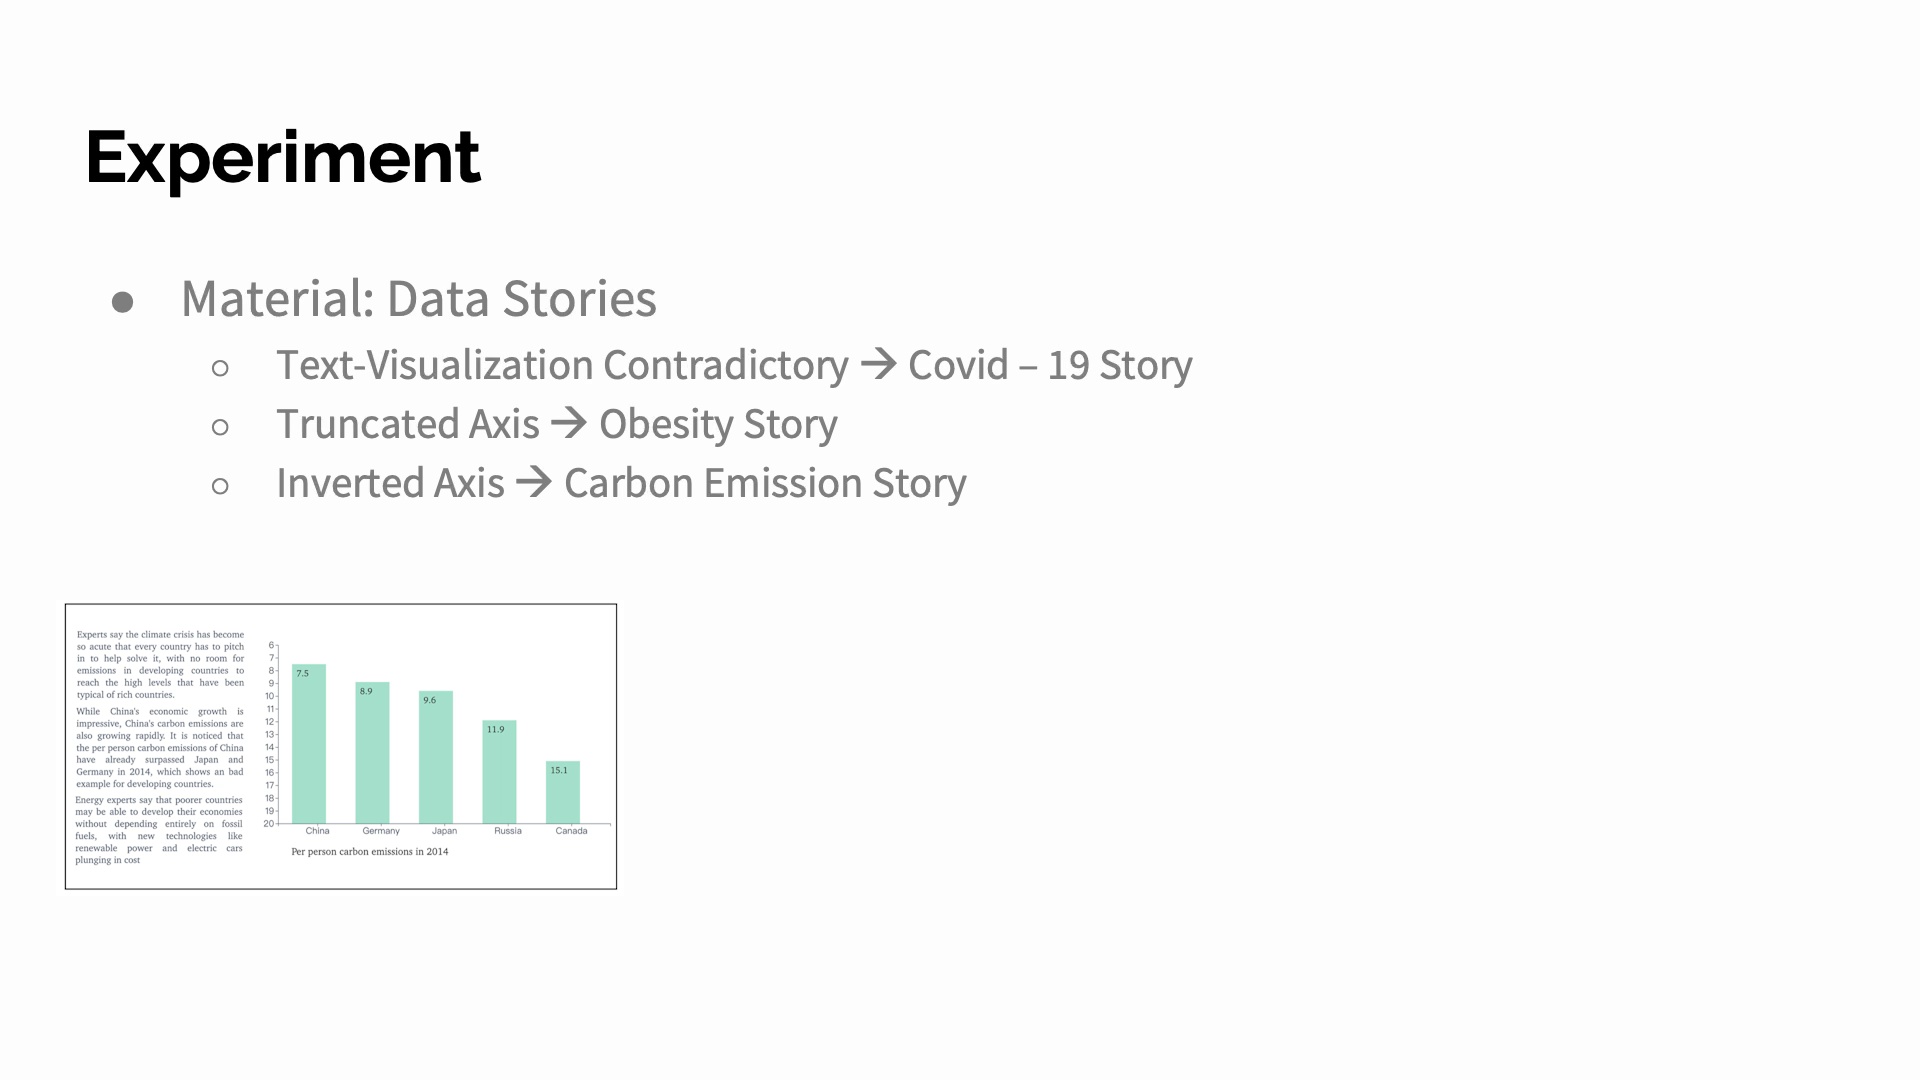 Experiment
● Material: Data Stories
○ Text-Visualization Contradictory → Covid – 19 Story
○ Truncated Axis → Obesity Story
○ Inverted Axis → Carbon Emission Story
Experts say the climate crisis has become
so acute that every country has to pitch
in to help solve it, with no room for
emissions in developing countries to
reach the high levels that have been
typical of rich countries.
While China's economic growth is
impressive, China's carbon emissions are
also growing rapidly. It is noticed that
the per person carbon emissions of China
have already surpassed Japan and
Germany in 2014, which shows an bad
example for developing countries.
Energy experts say that poorer countries
may be able to develop their economies
without depending entirely on fossil
fuels, with new technologies like
renewable power and electric cars
plunging in cost
6
7
8
9
10
11
12
13
14
15
16
17
18
19
20
7.5
8.9
9.6
11.9
15.1
China Germany Japan Russia Canada
Per person carbon emissions in 2014